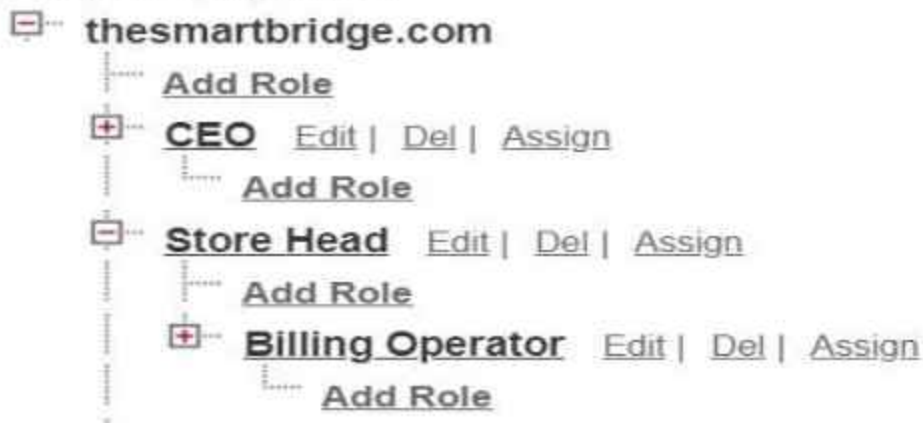 thesmartbridge.com
Add Role
CEO Edit | Del | Assign
Add Role
Store Head Edit | Del | Assign
Add Role
Billing Operator Edit | Del | Assign
Add Role